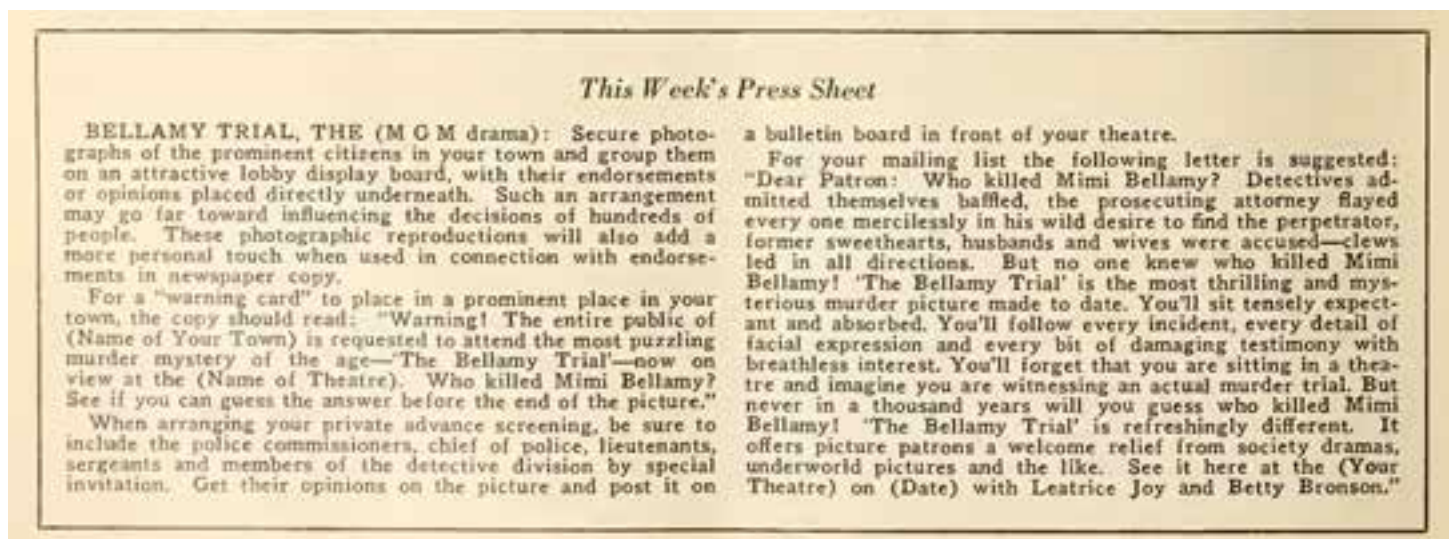 This Week's Press Sheet
BELLAMY TRIAL, THE (M G M drama): Secure photo-
graphs of the prominent citizens in your town and group them
on an attractive lobby display board, with their endorsements
or opinions placed directly underneath. Such an arrangement
may go far toward influencing the decisions of hundreds of
people. These photographic reproductions will also add a
more personal touch when used in connection with endorse-
ments in newspaper copy.
For a "warning card" to place in a prominent place in your
town, the copy should read: "Warning! The entire public of
(Name of Your Town) is requested to attend the most puzzling
murder mystery of the age—'The Bellamy Trial'—now on
view at the (Name of Theatre). Who killed Mimi Bellamy?
See if you can guess the answer before the end of the picture."
When arranging your private advance screening, be sure to
include the police commissioners, chief of police, lieutenants,
sergeants and members of the detective division by special
invitation. Get their opinions on the picture and post it on
a bulletin board in front of your theatre.
For your mailing list the following letter is suggested:
"Dear Patron: Who killed Mimi Bellamy? Detectives ad-
mitted themselves baffled, the prosecuting attorney flayed
every one mercilessly in his wild desire to find the perpetrator,
former sweethearts, husbands and wives were accused—clews
led in all directions. But no one knew who killed Mimi
Bellamy! 'The Bellamy Trial' is the most thrilling and mys-
terious murder picture made to date. You'll sit tensely expect-
ant and absorbed. You'll follow every incident, every detail of
facial expression and every bit of damaging testimony with
breathless interest. You'll forget that you are sitting in a thea-
tre and imagine you are witnessing an actual murder trial. But
never in a thousand years will you guess who killed Mimi
Bellamy! 'The Bellamy Trial' is refreshingly different. It
offers picture patrons a welcome relief from society dramas,
underworld pictures and the like. See it here at the (Your
Theatre) on (Date) with Leatrice Joy and Betty Bronson."